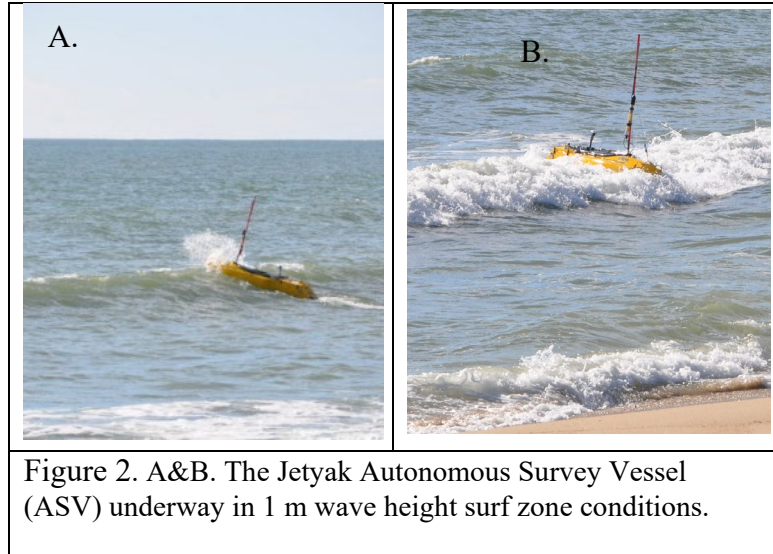 A.
B.
Figure 2. A&B. The Jetyak Autonomous Survey Vessel
(ASV) underway in 1 m wave height surf zone conditions.